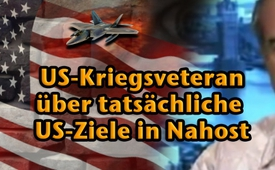 US-Kriegsveteran
über tatsächliche
US-Ziele in Nahost